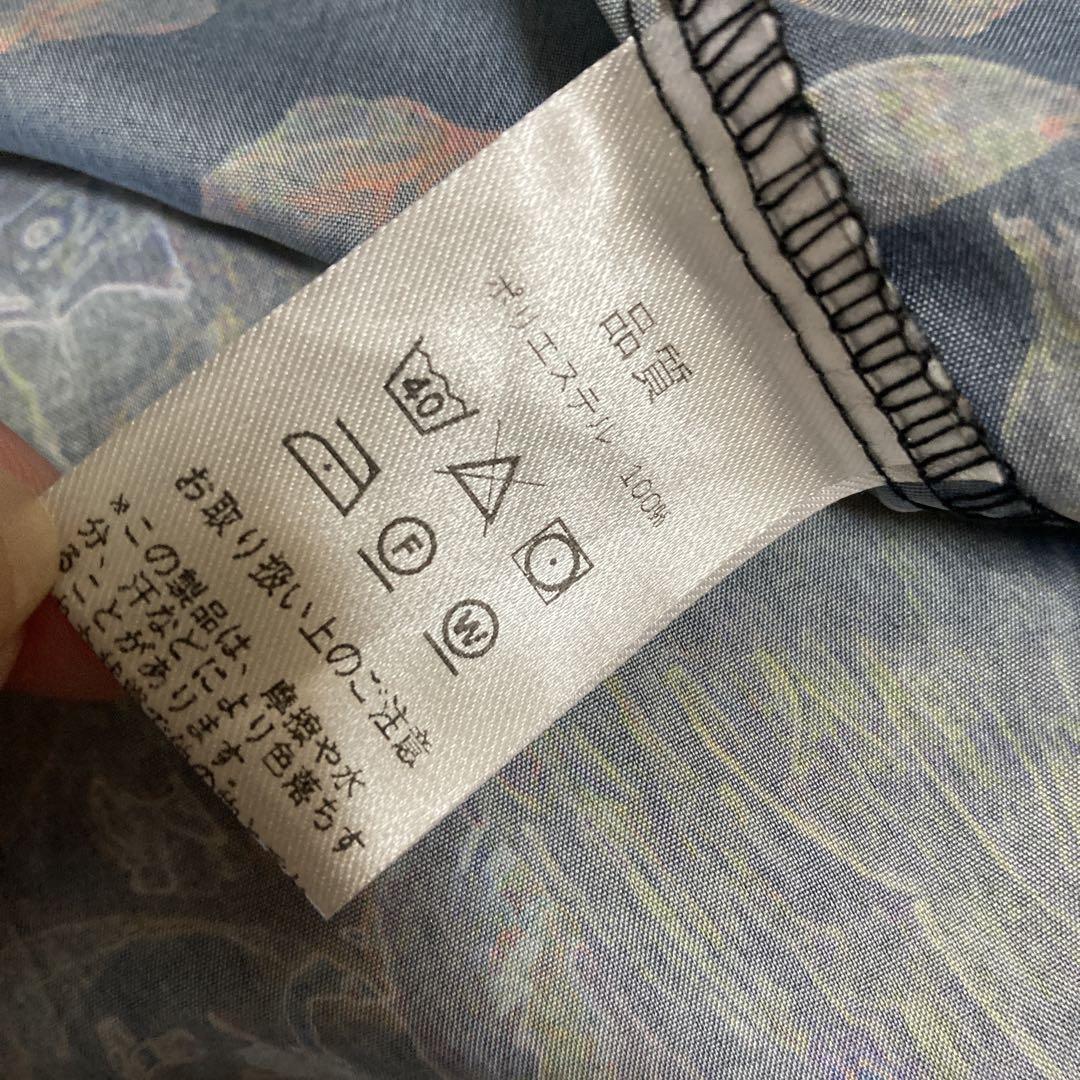 品質
ポリエステル 100%
40
F
W
お取り扱い上のご注意
※この製品は、摩擦や水
分、汗などにより色落ちす
ることがあります。